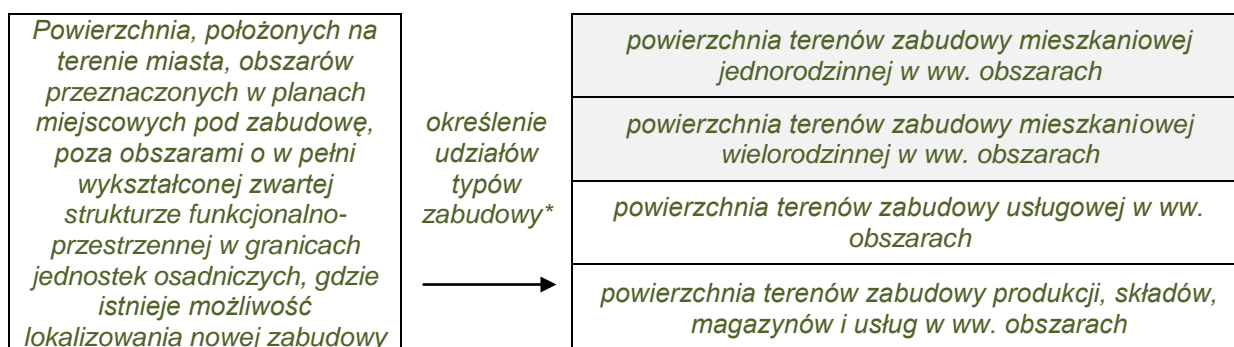 Powierzchnia, położonych na
terenie miasta, obszarów
przeznaczonych w planach
miejscowych pod zabudowę,
poza obszarami o w pełni
wykształconej zwartej
strukturze funkcjonalno-
przestrzennej w granicach
jednostek osadniczych, gdzie
istnieje możliwość
lokalizowania nowej zabudowy
określenie
udziałów
typów
zabudowy*
powierzchnia terenów zabudowy mieszkaniowej
jednorodzinnej w ww. obszarach
powierzchnia terenów zabudowy mieszkaniowej
wielorodzinnej w ww. obszarach
powierzchnia terenów zabudowy usługowej w ww.
obszarach
powierzchnia terenów zabudowy produkcji, składów,
magazynów i usług w ww. obszarach